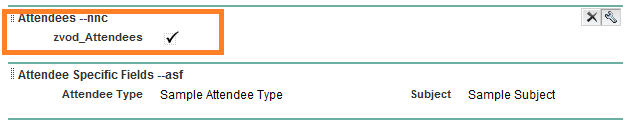 Attendees --nnc
zvod_Attendees
Attendee Specific Fields --asf
Attendee Type Sample Attendee Type Subject Sample Subject